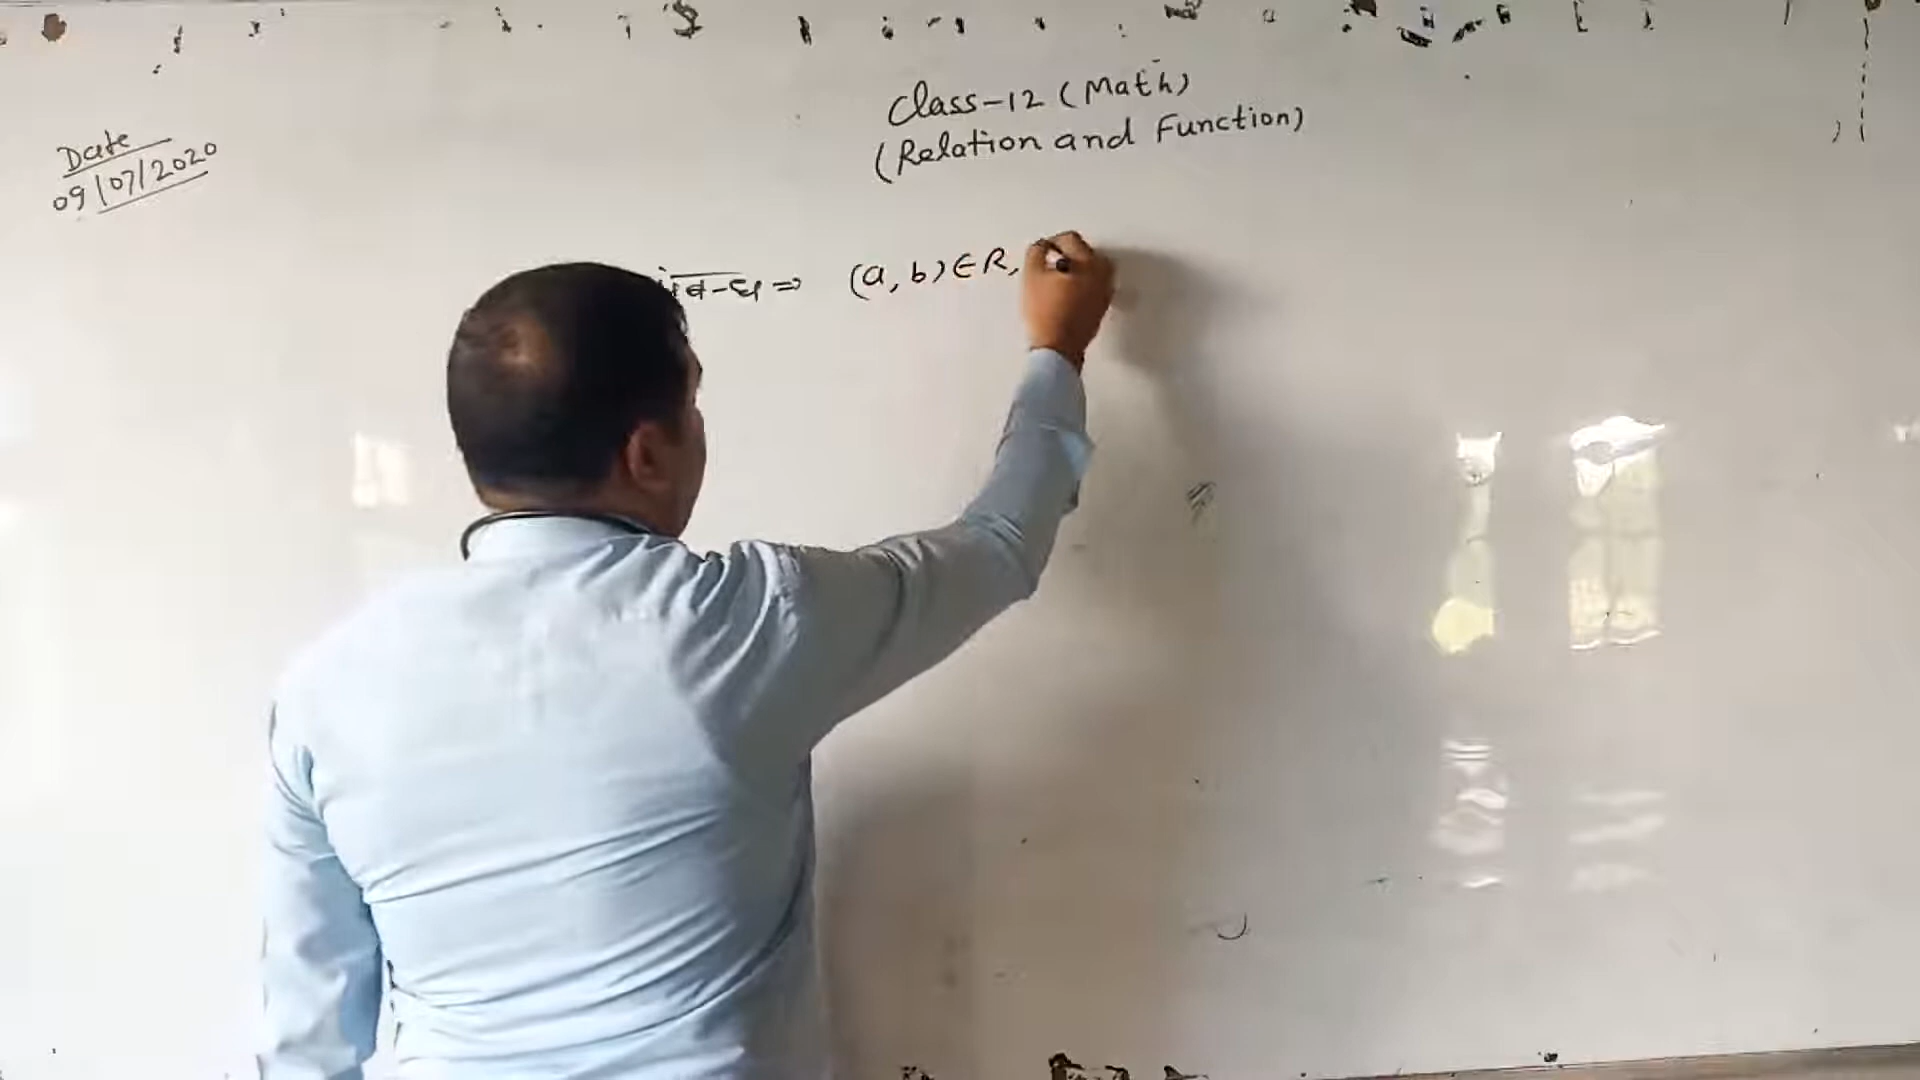 Class-12 (Math)
(Relation and Function)
Date
09/07/2020
⇒ (a, b) ∈ R,